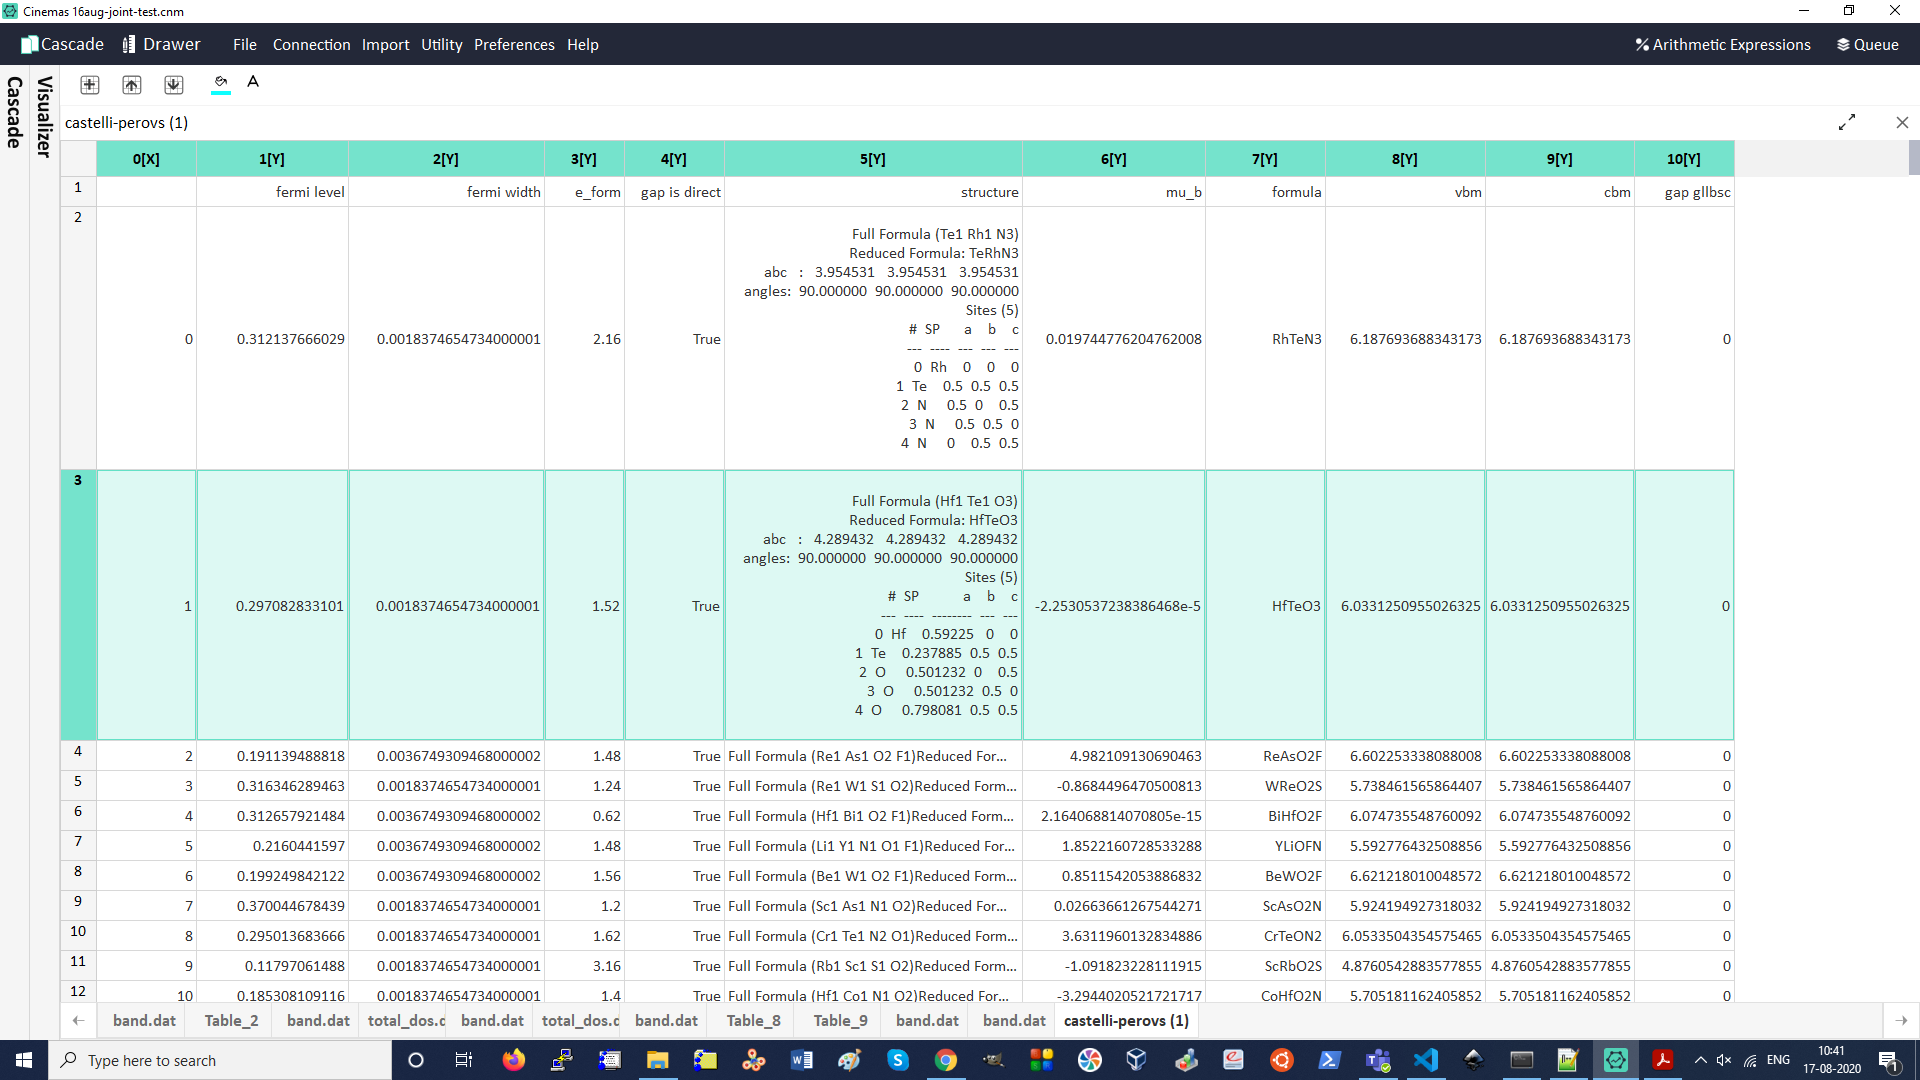 Cinemas 16aug-joint-test.cnm
Cascade Drawer File Connection Import Utility Preferences Help Arithmetic Expressions Queue
Cascade
Visualizer
A
castelli-perovs (1)
0[X] 1[Y] 2[Y] 3[Y] 4[Y] 5[Y] 6[Y] 7[Y] 8[Y] 9[Y] 10[Y]
1 fermi level fermi width e_form gap is direct structure mu_b formula vbm cbm gap gllbsc
2
Full Formula (Te1 Rh1 N3)
Reduced Formula: TeRhN3
abc : 3.954531 3.954531 3.954531
angles: 90.000000 90.000000 90.000000
Sites (5)
# SP a b c
--- ---- --- --- ---
0 0.312137666029 0.0018374654734000001 2.16 True 0.019744776204762008 RhTeN3 6.187693688343173 6.187693688343173 0
0 Rh 0 0 0
1 Te 0.5 0.5 0.5
2 N 0.5 0 0.5
3 N 0.5 0.5 0
4 N 0 0.5 0.5
3
Full Formula (Hf1 Te1 O3)
Reduced Formula: HfTeO3
abc : 4.289432 4.289432 4.289432
angles: 90.000000 90.000000 90.000000
Sites (5)
# SP a b c
--- ---- -------- --- ---
1 0.297082833101 0.0018374654734000001 1.52 True -2.2530537238386468e-5 HfTeO3 6.0331250955026325 6.0331250955026325 0
0 Hf 0.59225 0 0
1 Te 0.237885 0.5 0.5
2 O 0.501232 0 0.5
3 O 0.501232 0.5 0
4 O 0.798081 0.5 0.5
4 2 0.191139488818 0.0036749309468000002 1.48 True Full Formula (Re1 As1 O2 F1)Reduced For... 4.982109130690463 ReAsO2F 6.602253338088008 6.602253338088008 0
5 3 0.316346289463 0.0018374654734000001 1.24 True Full Formula (Re1 W1 S1 O2)Reduced Form... -0.8684496470500813 WReO2S 5.738461565864407 5.738461565864407 0
6 4 0.312657921484 0.0036749309468000002 0.62 True Full Formula (Hf1 Bi1 O2 F1)Reduced Form... 2.164068814070805e-15 BiHfO2F 6.074735548760092 6.074735548760092 0
7 5 0.2160441597 0.0036749309468000002 1.48 True Full Formula (Li1 Y1 N1 O1 F1)Reduced For... 1.8522160728533288 YLiOFN 5.592776432508856 5.592776432508856 0
8 6 0.199249842122 0.0036749309468000002 1.56 True Full Formula (Be1 W1 O2 F1)Reduced Form... 0.8511542053886832 BeWO2F 6.621218010048572 6.621218010048572 0
9 7 0.370044678439 0.0018374654734000001 1.2 True Full Formula (Sc1 As1 N1 O2)Reduced For... 0.02663661267544271 ScAsO2N 5.924194927318032 5.924194927318032 0
10 8 0.295013683666 0.0018374654734000001 1.62 True Full Formula (Cr1 Te1 N2 O1)Reduced Form... 3.6311960132834886 CrTeON2 6.0533504354575465 6.0533504354575465 0
11 9 0.11797061488 0.0018374654734000001 3.16 True Full Formula (Rb1 Sc1 S1 O2)Reduced Form... -1.091823228111915 ScRbO2S 4.8760542883577855 4.8760542883577855 0
12 10 0.185308109116 0.0018374654734000001 1.4 True Full Formula (Hf1 Co1 N1 O2)Reduced For... -3.2944020521721717 CoHfO2N 5.705181162405852 5.705181162405852 0
band.dat Table_2 band.dat total_dos.d band.dat total_dos.d band.dat Table_8 Table_9 band.dat band.dat castelli-perovs (1)
Type here to search ENG 10:41
17-08-2020 1